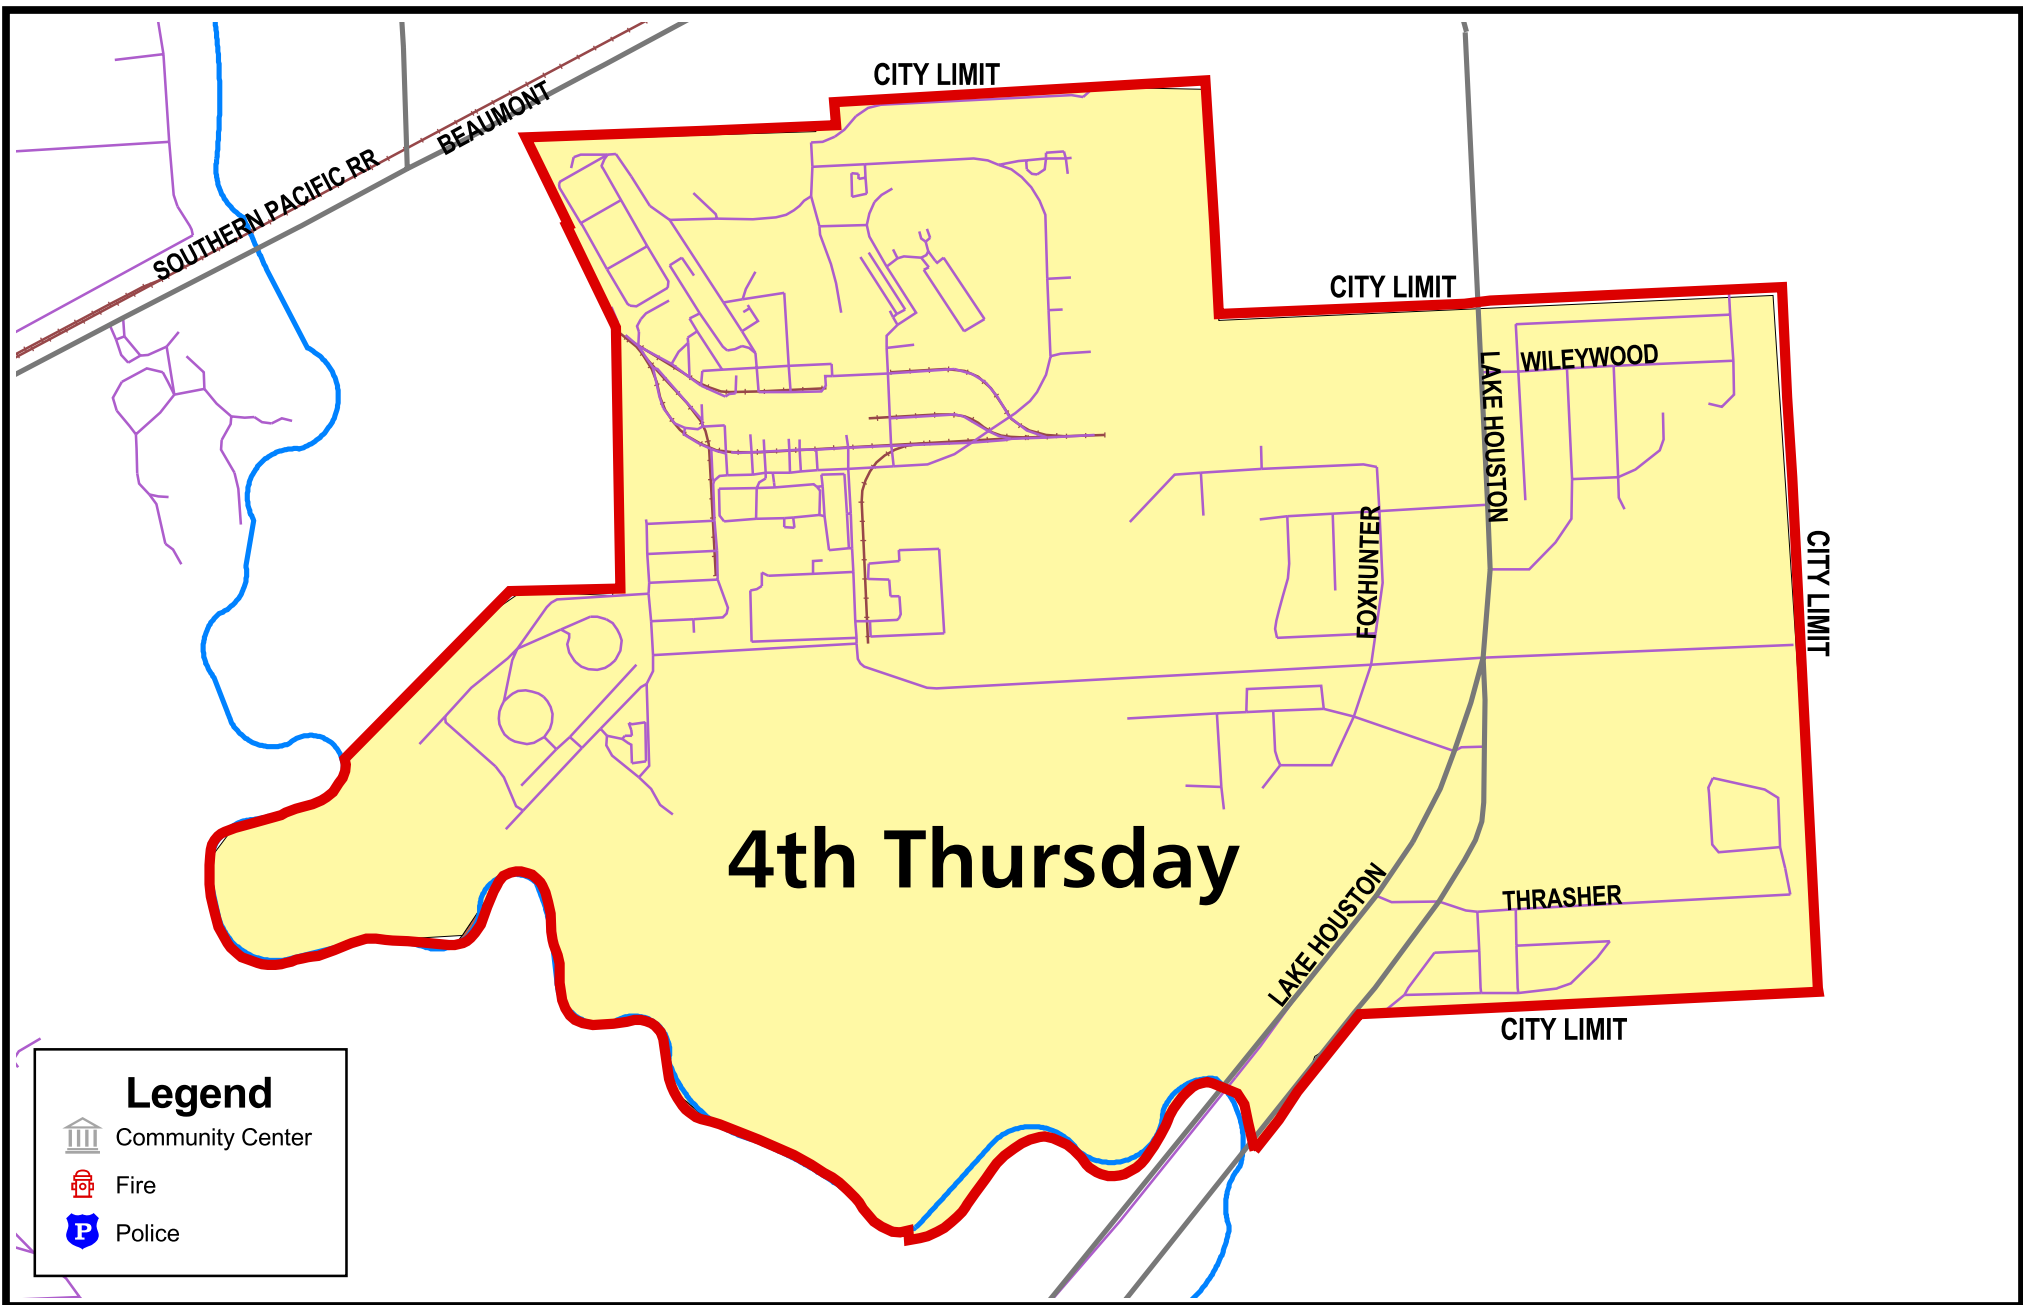 CITY LIMIT
BEAUMONT
SOUTHERN PACIFIC RR
CITY LIMIT
WILEYWOOD
LAKE HOUSTON
FOXHUNTER
CITY LIMIT
4th Thursday
LAKE HOUSTON
THRASHER
CITY LIMIT
Legend
Community Center
Fire
P
Police